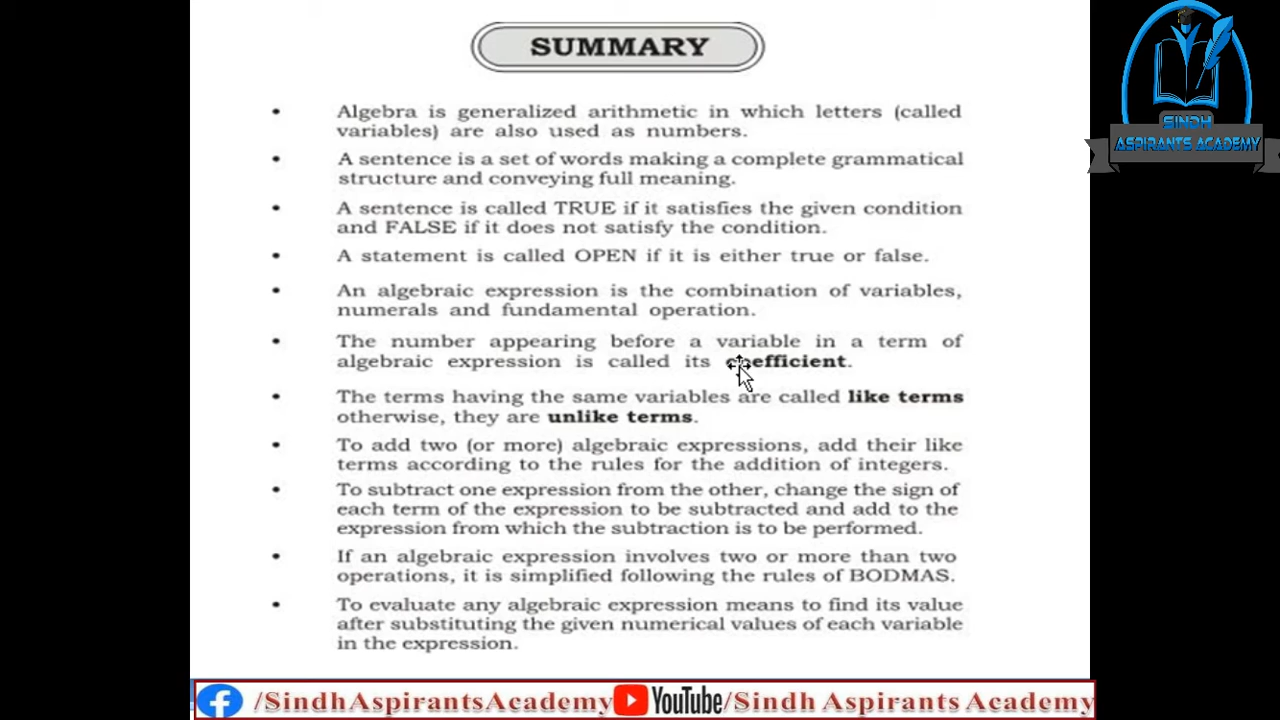 SUMMARY
SINDH
ASPIRANTS ACADEMY
• Algebra is generalized arithmetic in which letters (called
variables) are also used as numbers.
• A sentence is a set of words making a complete grammatical
structure and conveying full meaning.
• A sentence is called TRUE if it satisfies the given condition
and FALSE if it does not satisfy the condition.
• A statement is called OPEN if it is either true or false.
• An algebraic expression is the combination of variables,
numerals and fundamental operation.
• The number appearing before a variable in a term of
algebraic expression is called its coefficient.
• The terms having the same variables are called like terms
otherwise, they are unlike terms.
• To add two (or more) algebraic expressions, add their like
terms according to the rules for the addition of integers.
• To subtract one expression from the other, change the sign of
each term of the expression to be subtracted and add to the
expression from which the subtraction is to be performed.
• If an algebraic expression involves two or more than two
operations, it is simplified following the rules of BODMAS.
• To evaluate any algebraic expression means to find its value
after substituting the given numerical values of each variable
in the expression.
/SindhAspirantsAcademy YouTube/Sindh Aspirants Academy